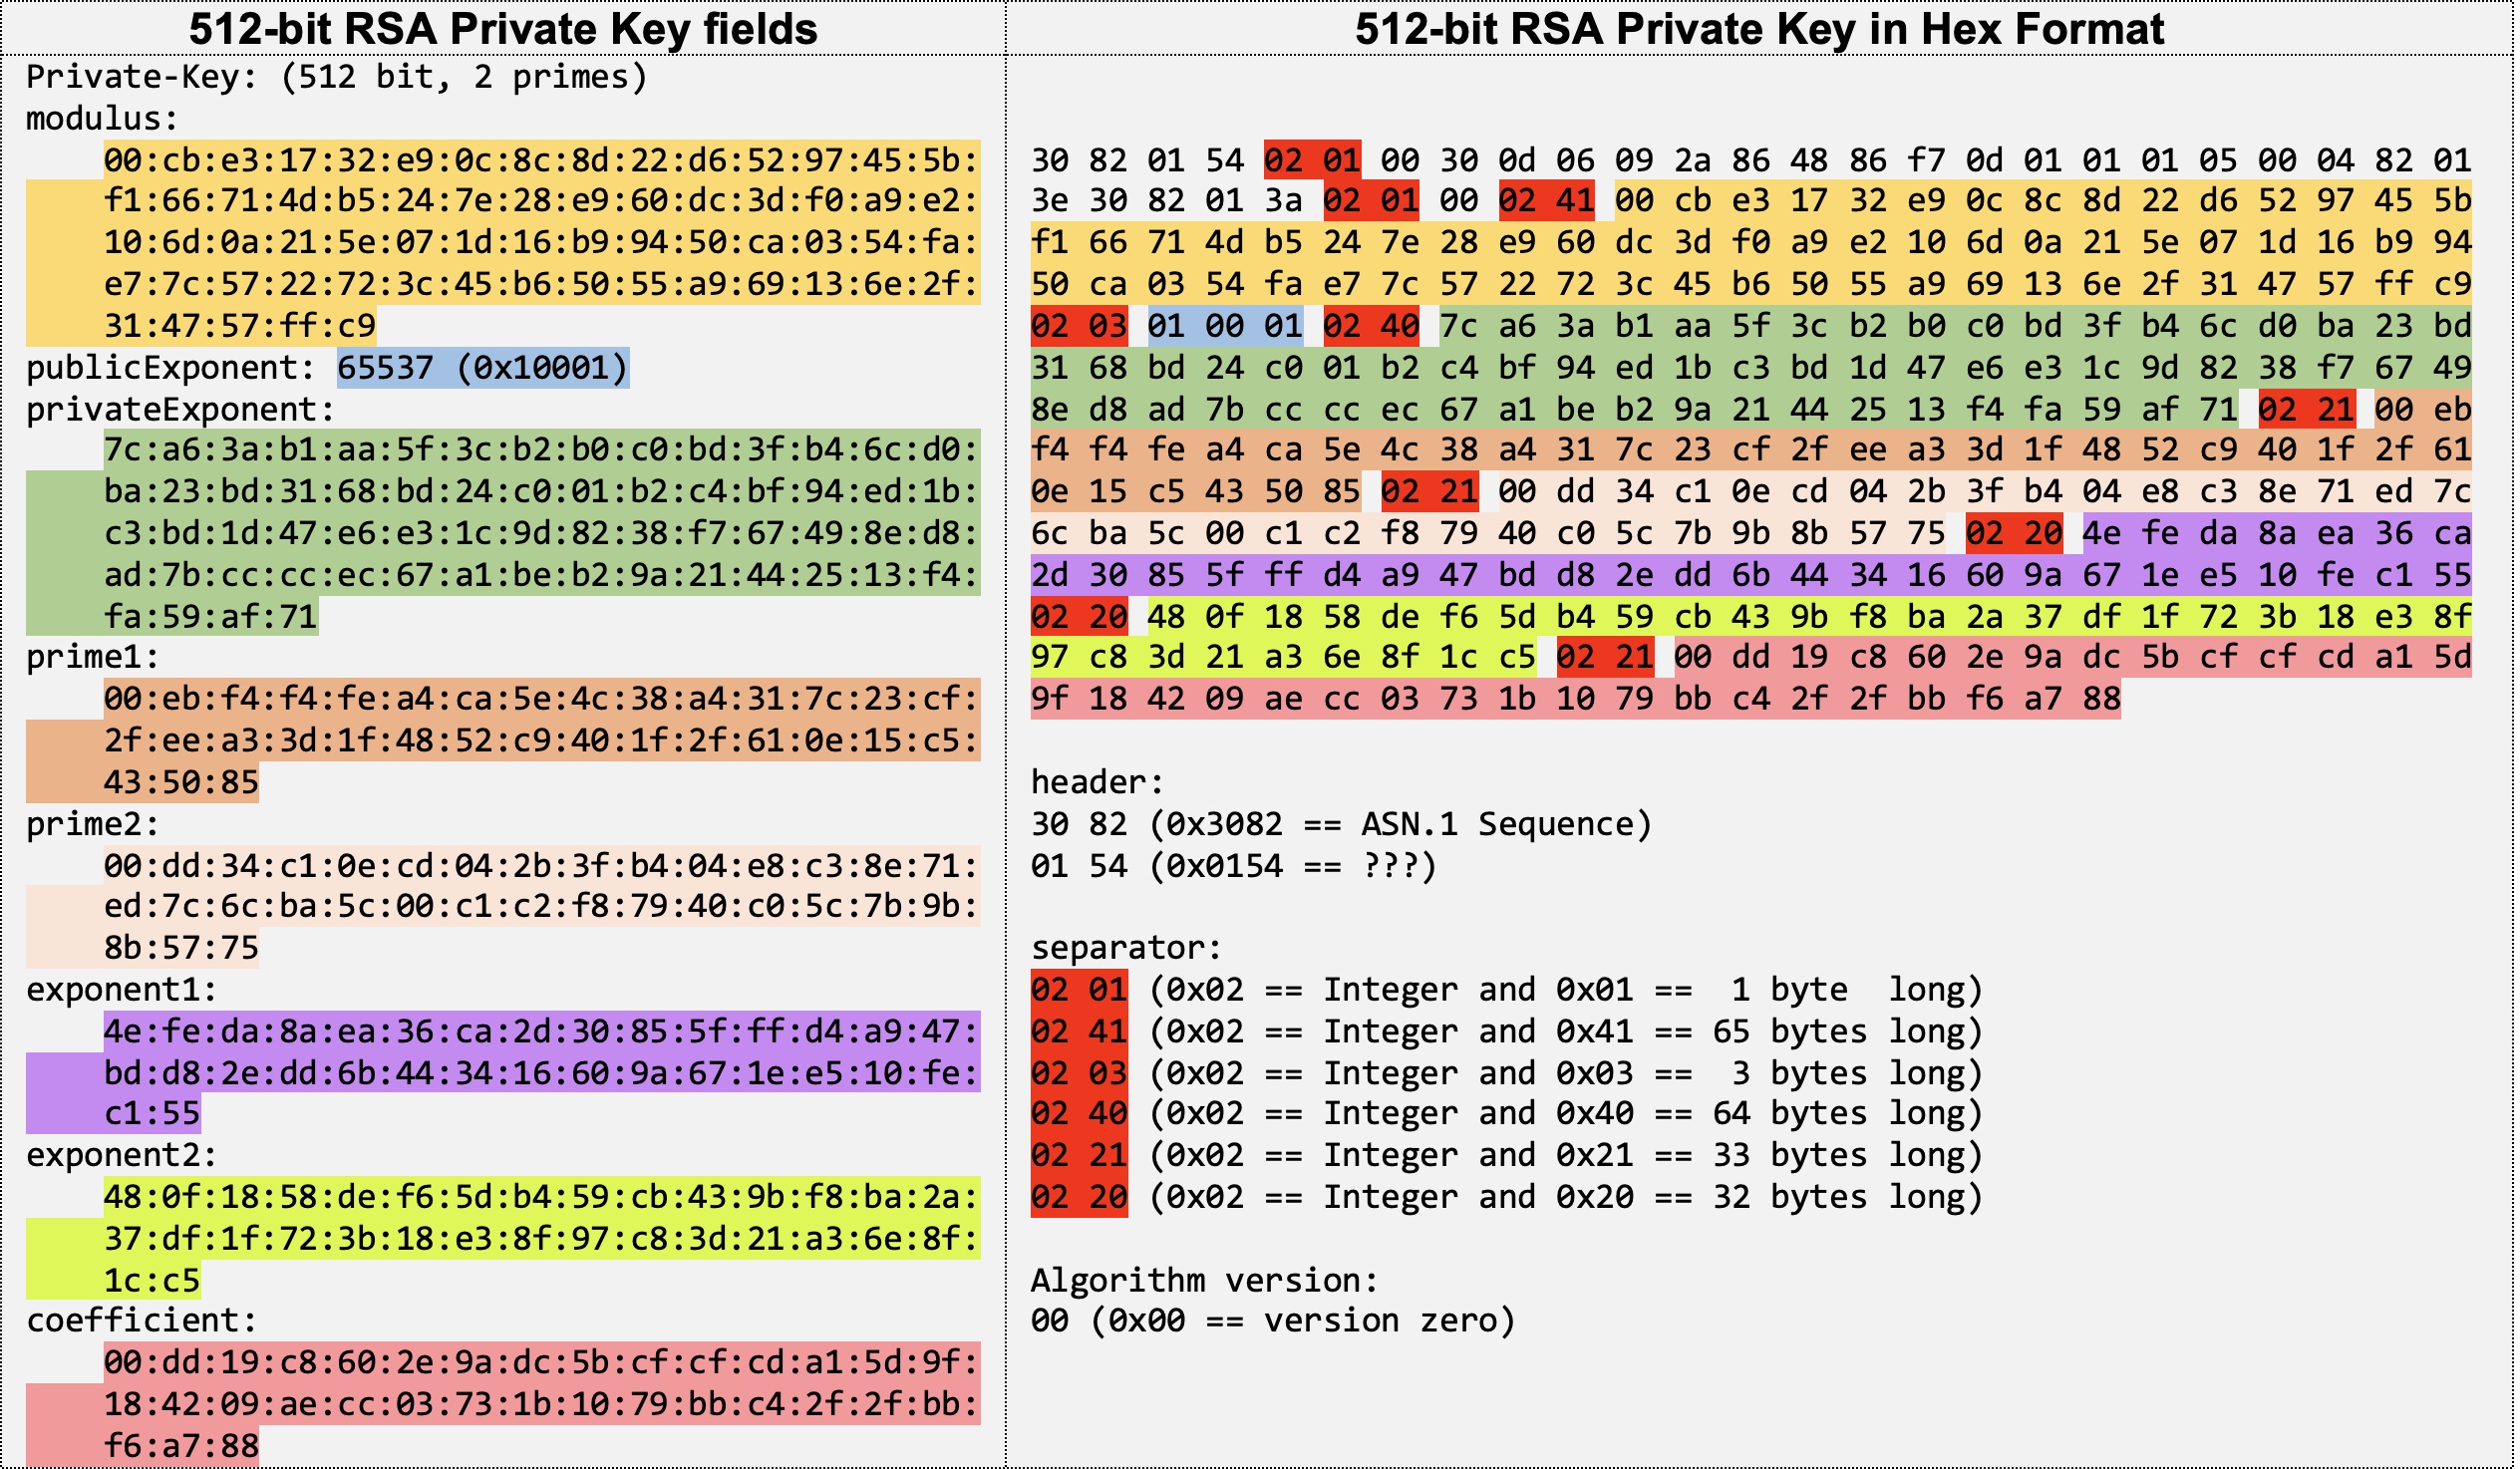 512-bit RSA Private Key fields
Private-Key: (512 bit, 2 primes)
modulus:
00:cb:e3:17:32:e9:0c:8c:8d:22:d6:52:97:45:5b:
f1:66:71:4d:b5:24:7e:28:e9:60:dc:3d:f0:a9:e2:
10:6d:0a:21:5e:07:1d:16:b9:94:50:ca:03:54:fa:
e7:7c:57:22:72:3c:45:b6:50:55:a9:69:13:6e:2f:
31:47:57:ff:c9
publicExponent: 65537 (0x10001)
privateExponent:
7c:a6:3a:b1:aa:5f:3c:b2:b0:c0:bd:3f:b4:6c:d0:
ba:23:bd:31:68:bd:24:c0:01:b2:c4:bf:94:ed:1b:
c3:bd:1d:47:e6:e3:1c:9d:82:38:f7:67:49:8e:d8:
ad:7b:cc:cc:ec:67:a1:be:b2:9a:21:44:25:13:f4:
fa:59:af:71
prime1:
00:eb:f4:f4:fe:a4:ca:5e:4c:38:a4:31:7c:23:cf:
2f:ee:a3:3d:1f:48:52:c9:40:1f:2f:61:0e:15:c5:
43:50:85
prime2:
00:dd:34:c1:0e:cd:04:2b:3f:b4:04:e8:c3:8e:71:
ed:7c:6c:ba:5c:00:c1:c2:f8:79:40:c0:5c:7b:9b:
8b:57:75
exponent1:
4e:fe:da:8a:ea:36:ca:2d:30:85:5f:ff:d4:a9:47:
bd:d8:2e:dd:6b:44:34:16:60:9a:67:1e:e5:10:fe:
c1:55
exponent2:
48:0f:18:58:de:f6:5d:b4:59:cb:43:9b:f8:ba:2a:
37:df:1f:72:3b:18:e3:8f:97:c8:3d:21:a3:6e:8f:
1c:c5
coefficient:
00:dd:19:c8:60:2e:9a:dc:5b:cf:cf:cd:a1:5d:9f:
18:42:09:ae:cc:03:73:1b:10:79:bb:c4:2f:2f:bb:
f6:a7:88
512-bit RSA Private Key in Hex Format
30 82 01 54 02 01 00 30 0d 06 09 2a 86 48 86 f7 0d 01 01 01 05 00 04 82 01
3e 30 82 01 3a 02 01 00 02 41 00 cb e3 17 32 e9 0c 8c 8d 22 d6 52 97 45 5b
f1 66 71 4d b5 24 7e 28 e9 60 dc 3d f0 a9 e2 10 6d 0a 21 5e 07 1d 16 b9 94
50 ca 03 54 fa e7 7c 57 22 72 3c 45 b6 50 55 a9 69 13 6e 2f 31 47 57 ff c9
02 03 01 00 01 02 40 7c a6 3a b1 aa 5f 3c b2 b0 c0 bd 3f b4 6c d0 ba 23 bd
31 68 bd 24 c0 01 b2 c4 bf 94 ed 1b c3 bd 1d 47 e6 e3 1c 9d 82 38 f7 67 49
8e d8 ad 7b cc cc ec 67 a1 be b2 9a 21 44 25 13 f4 fa 59 af 71 02 21 00 eb
f4 f4 fe a4 ca 5e 4c 38 a4 31 7c 23 cf 2f ee a3 3d 1f 48 52 c9 40 1f 2f 61
0e 15 c5 43 50 85 02 21 00 dd 34 c1 0e cd 04 2b 3f b4 04 e8 c3 8e 71 ed 7c
6c ba 5c 00 c1 c2 f8 79 40 c0 5c 7b 9b 8b 57 75 02 20 4e fe da 8a ea 36 ca
2d 30 85 5f ff d4 a9 47 bd d8 2e dd 6b 44 34 16 60 9a 67 1e e5 10 fe c1 55
02 20 48 0f 18 58 de f6 5d b4 59 cb 43 9b f8 ba 2a 37 df 1f 72 3b 18 e3 8f
97 c8 3d 21 a3 6e 8f 1c c5 02 21 00 dd 19 c8 60 2e 9a dc 5b cf cf cd a1 5d
9f 18 42 09 ae cc 03 73 1b 10 79 bb c4 2f 2f bb f6 a7 88
header:
30 82 (0x3082 == ASN.1 Sequence)
01 54 (0x0154 == ???)
separator:
02 01 (0x02 == Integer and 0x01 ==  1 byte  long)
02 41 (0x02 == Integer and 0x41 == 65 bytes long)
02 03 (0x02 == Integer and 0x03 ==  3 bytes long)
02 40 (0x02 == Integer and 0x40 == 64 bytes long)
02 21 (0x02 == Integer and 0x21 == 33 bytes long)
02 20 (0x02 == Integer and 0x20 == 32 bytes long)
Algorithm version:
00 (0x00 == version zero)